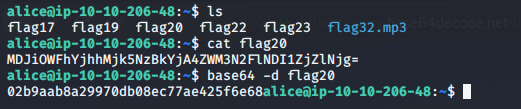 alice@ip-10-10-206-48:~$ ls
flag17 flag19 flag20 flag22 flag23 flag32.mp3
alice@ip-10-10-206-48:~$ cat flag20
MDJiOWFhYjhhMjk5NzBkYjA4ZWM3N2FlNDI1ZjZlNjg=
alice@ip-10-10-206-48:~$ base64 -d flag20
02b9aab8a29970db08ec77ae425f6e68alice@ip-10-10-206-48:~$